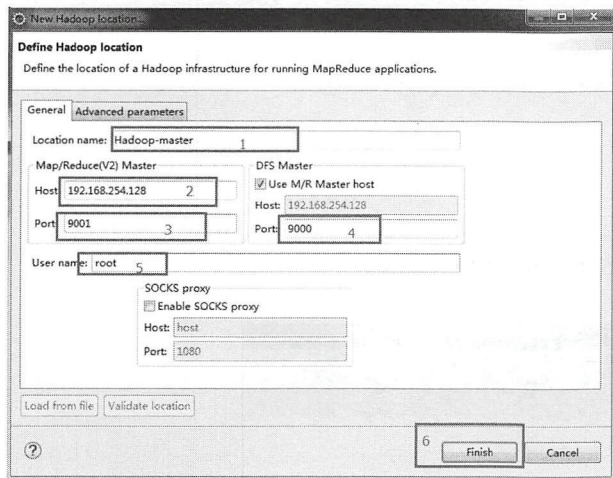 New Hadoop location...
Define Hadoop location
Define the location of a Hadoop infrastructure for running MapReduce applications.
General Advanced parameters
Location name: Hadoop-master 1
Map/Reduce(V2) Master
Host: 192.168.254.128 2
Port: 9001 3
DFS Master
Use M/R Master host
Host: 192.168.254.128
Port: 9000 4
User name: root 5
SOCKS proxy
Enable SOCKS proxy
Host: host
Port: 1080
Load from file Validate location
?
6 Finish Cancel